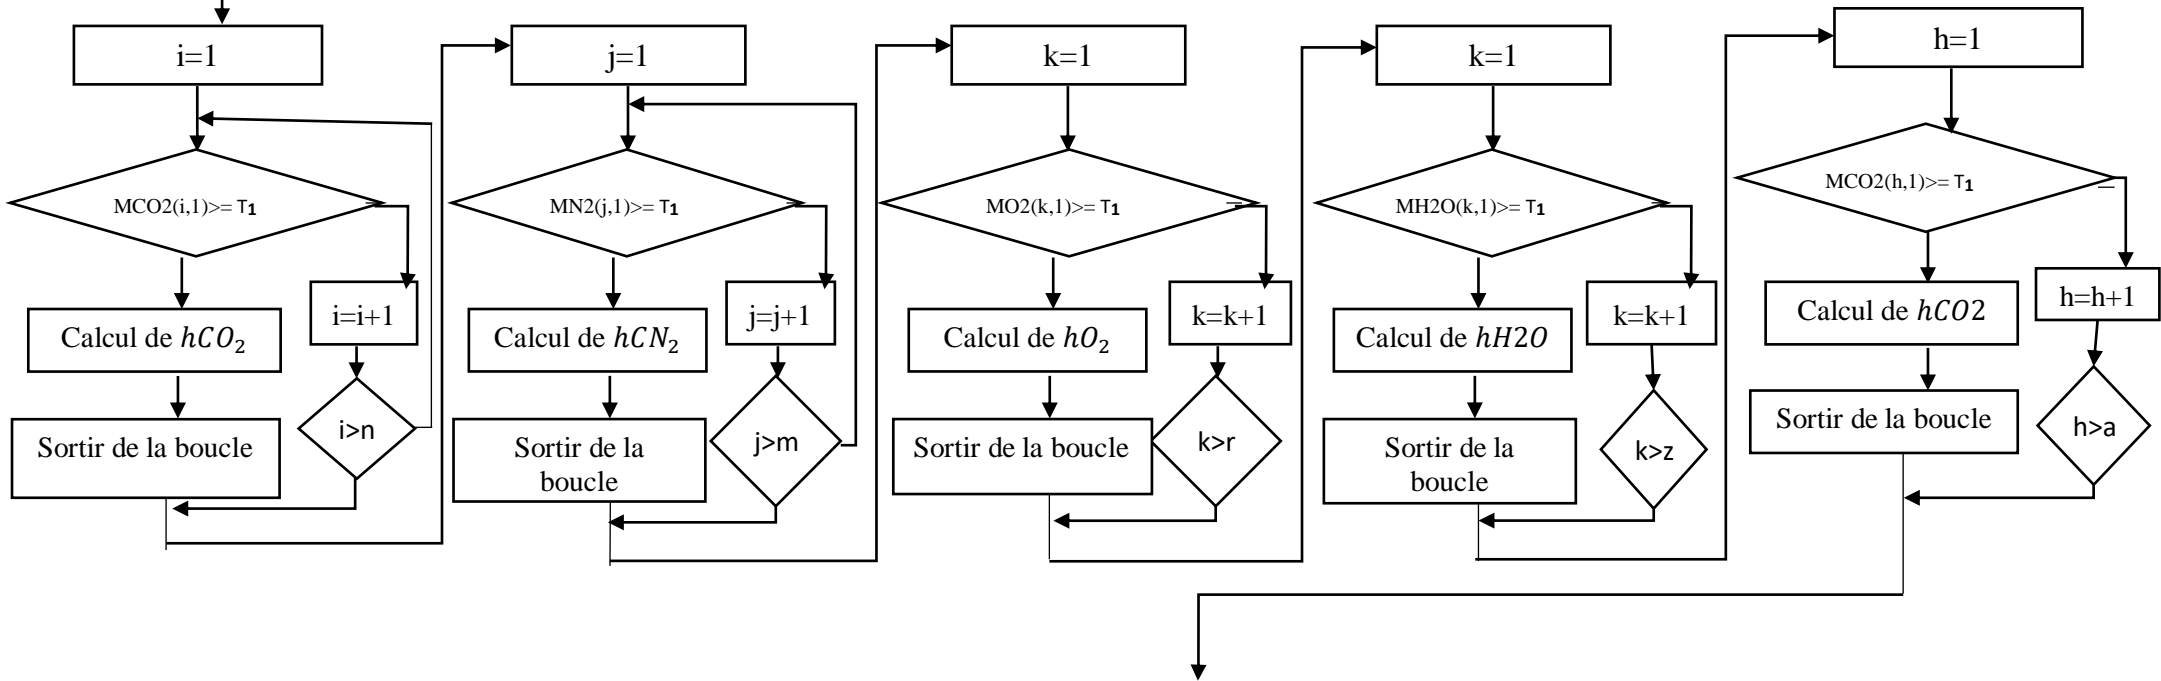 i=1
MCO2(i,1)>= T1
i=i+1
Calcul de hCO2
i>n
Sortir de la boucle
j=1
MN2(j,1)>= T1
j=j+1
Calcul de hCN2
j>m
Sortir de la
boucle
k=1
MO2(k,1)>= T1
k=k+1
Calcul de hO2
k>r
Sortir de la boucle
k=1
MH2O(k,1)>= T1
k=k+1
Calcul de hH2O
k>z
Sortir de la
boucle
h=1
MCO2(h,1)>= T1
h=h+1
Calcul de hCO2
h>a
Sortir de la boucle